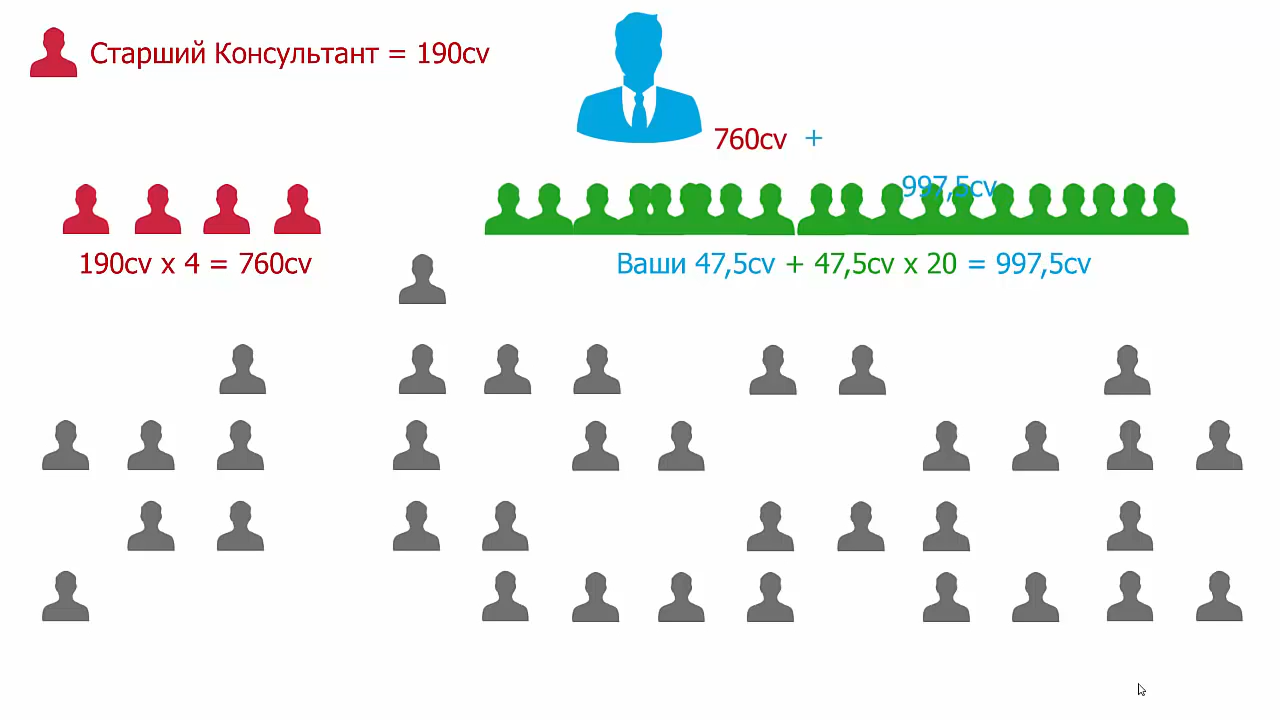 Старший Консультант = 190cv
760cv +
997,5cv
190cv x 4 = 760cv
Ваши 47,5cv + 47,5cv x 20 = 997,5cv